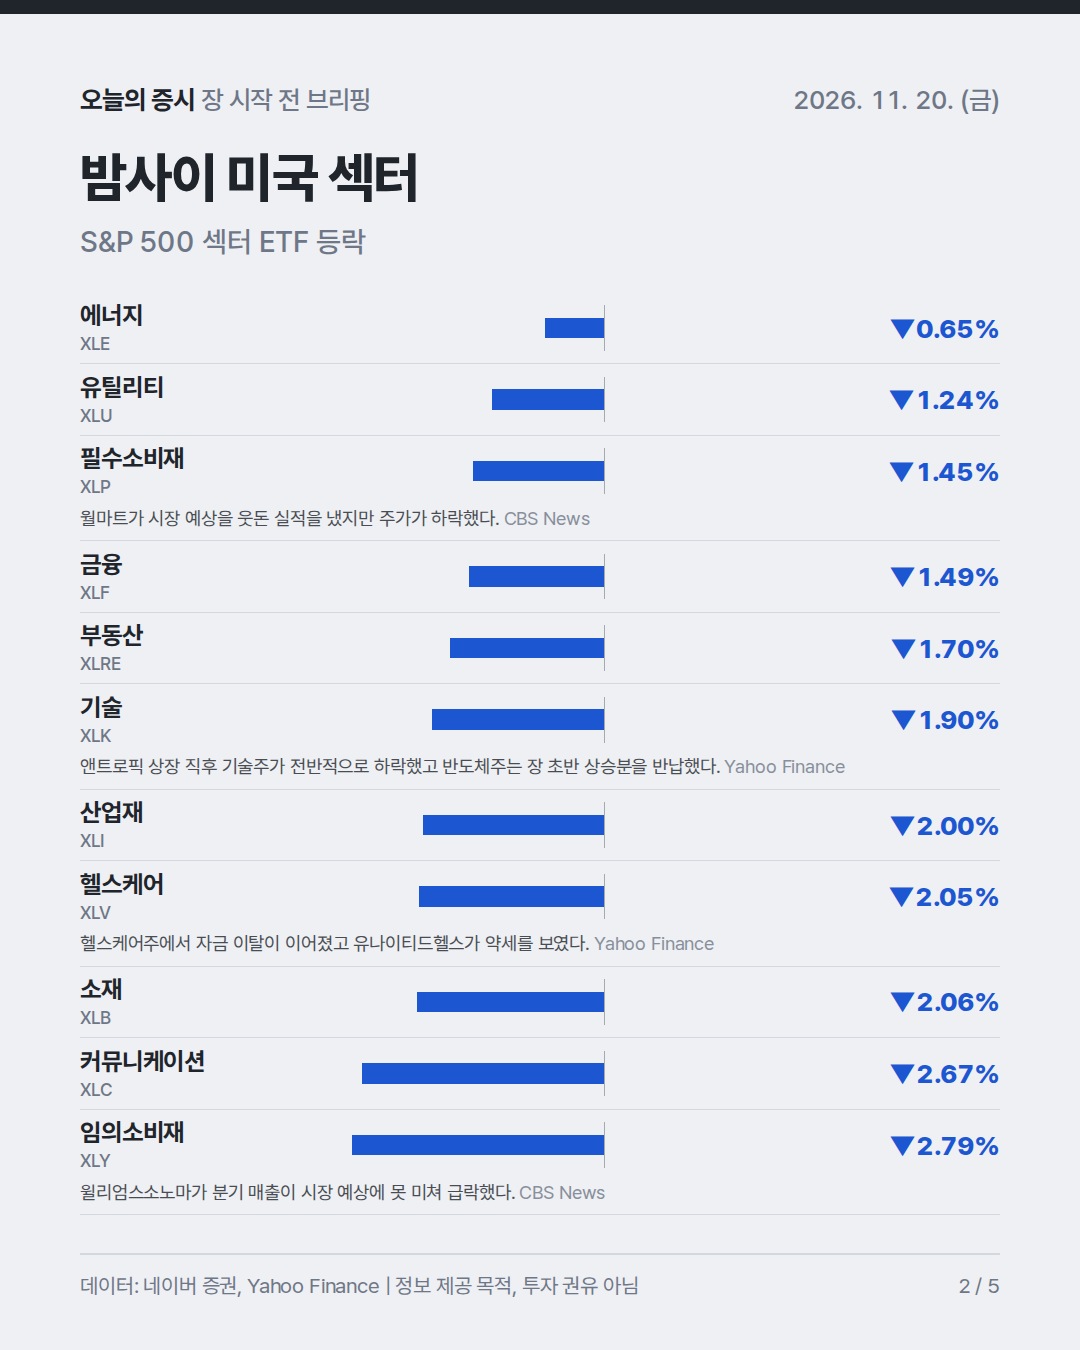 오늘의 증시 장 시작 전 브리핑
2026. 11. 20. (금)
밤사이 미국 섹터
S&P 500 섹터 ETF 등락
에너지
XLE
▼0.65%
유틸리티
XLU
▼1.24%
필수소비재
XLP
▼1.45%
월마트가 시장 예상을 웃돈 실적을 냈지만 주가가 하락했다. CBS News
금융
XLF
▼1.49%
부동산
XLRE
▼1.70%
기술
XLK
▼1.90%
앤트로픽 상장 직후 기술주가 전반적으로 하락했고 반도체주는 장 초반 상승분을 반납했다. Yahoo Finance
산업재
XLI
▼2.00%
헬스케어
XLV
▼2.05%
헬스케어주에서 자금 이탈이 이어졌고 유나이티드헬스가 약세를 보였다. Yahoo Finance
소재
XLB
▼2.06%
커뮤니케이션
XLC
▼2.67%
임의소비재
XLY
▼2.79%
윌리엄스소노마가 분기 매출이 시장 예상에 못 미쳐 급락했다. CBS News
데이터: 네이버 증권, Yahoo Finance | 정보 제공 목적, 투자 권유 아님
2 / 5